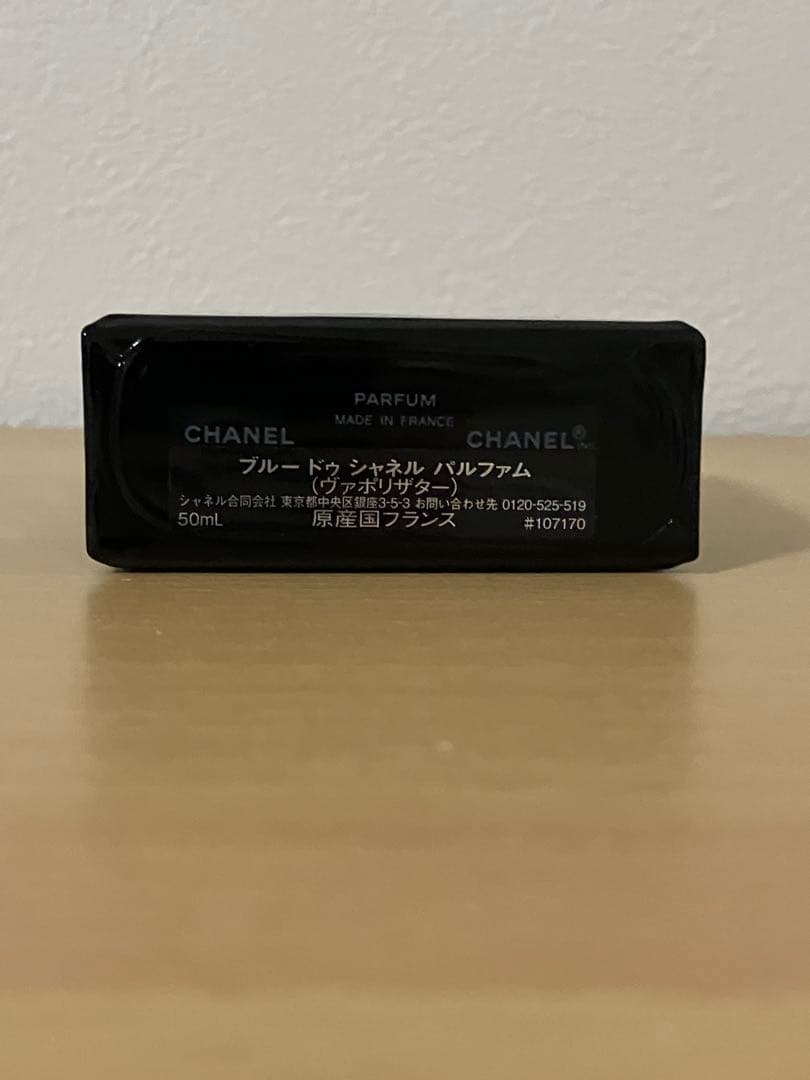 PARFUM
MADE IN FRANCE
CHANEL CHANEL®
ブルー ドゥ シャネル パルファム
(ヴァポリザター)
シャネル合同会社 東京都中央区銀座3-5-3 お問い合わせ先 0120-525-519
50mL 原産国フランス #107170